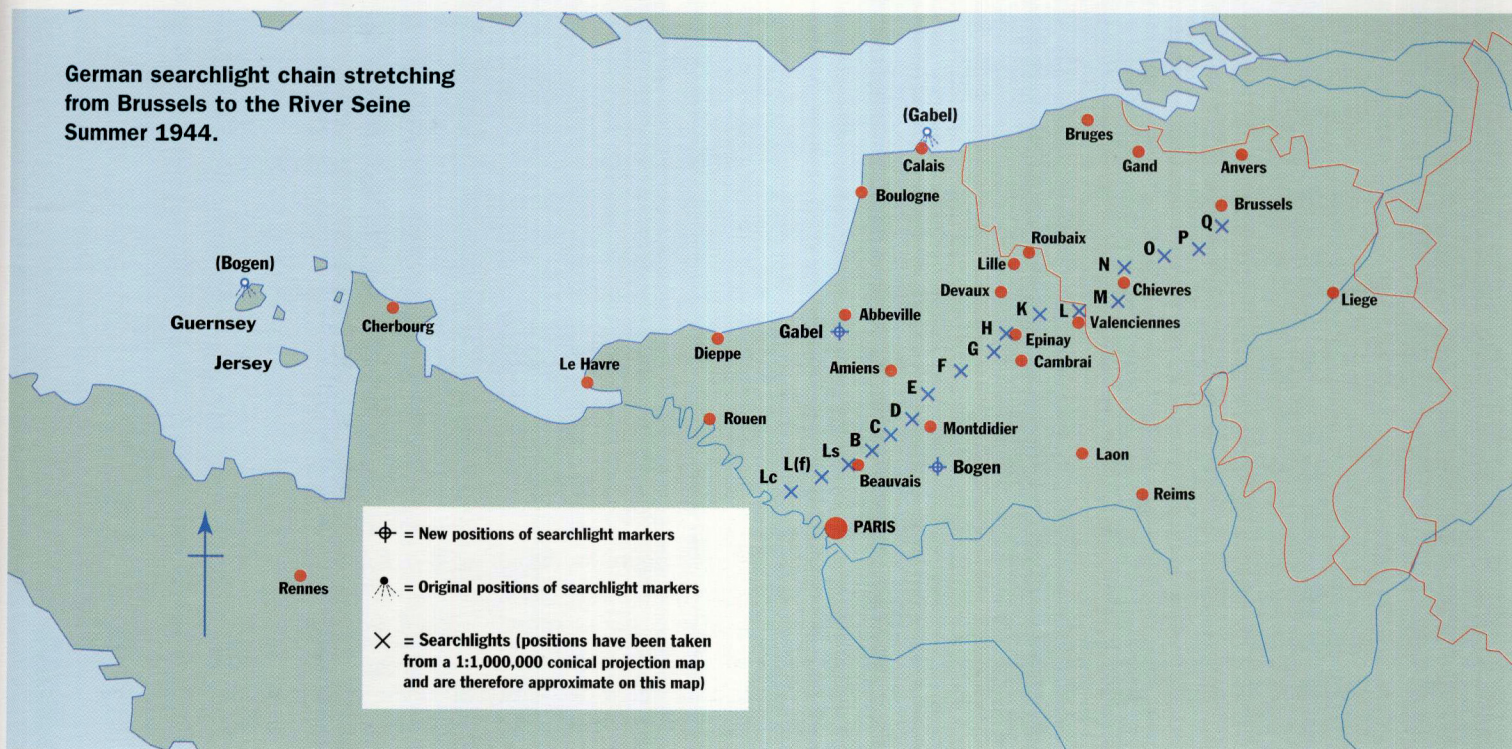 German searchlight chain stretching
from Brussels to the River Seine
Summer 1944.
(Gabel)
Calais
Bruges
Gand
Anvers
Boulogne
Brussels
Q
P
O
N
Roubaix
Lille
Devaux
Chievres
M
L
Valenciennes
K
Liege
(Bogen)
Guernsey
Jersey
Cherbourg
Abbeville
Gabel
Dieppe
Le Havre
Amiens
H
Epinay
G
Cambrai
F
E
D
Rouen
Montdidier
C
B
Ls
L(f)
Lc
Beauvais
Bogen
Laon
Reims
PARIS
Rennes
= New positions of searchlight markers
= Original positions of searchlight markers
= Searchlights (positions have been taken
from a 1:1,000,000 conical projection map
and are therefore approximate on this map)